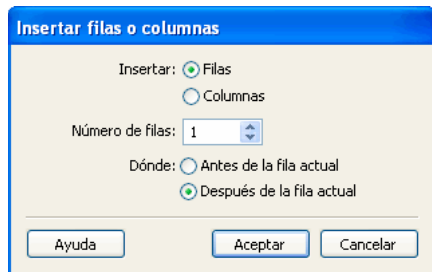 Insertar filas o columnas
Insertar: Filas
Columnas
Número de filas: 1
Dónde: Antes de la fila actual
Después de la fila actual
Ayuda Aceptar Cancelar